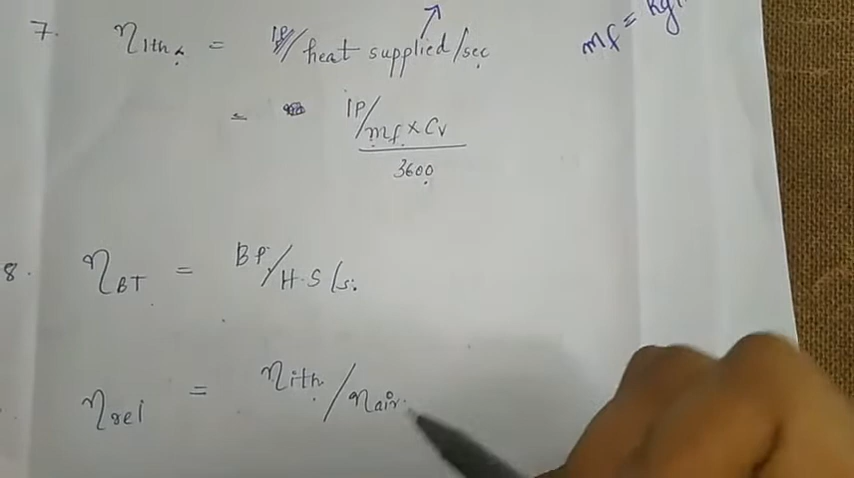 7. ηIth = IP/heat supplied/sec
mf = kg/
= IP/mf × Cv
3600
8. ηBT = BP/H.S/s.
ηrel = ηith/ηair